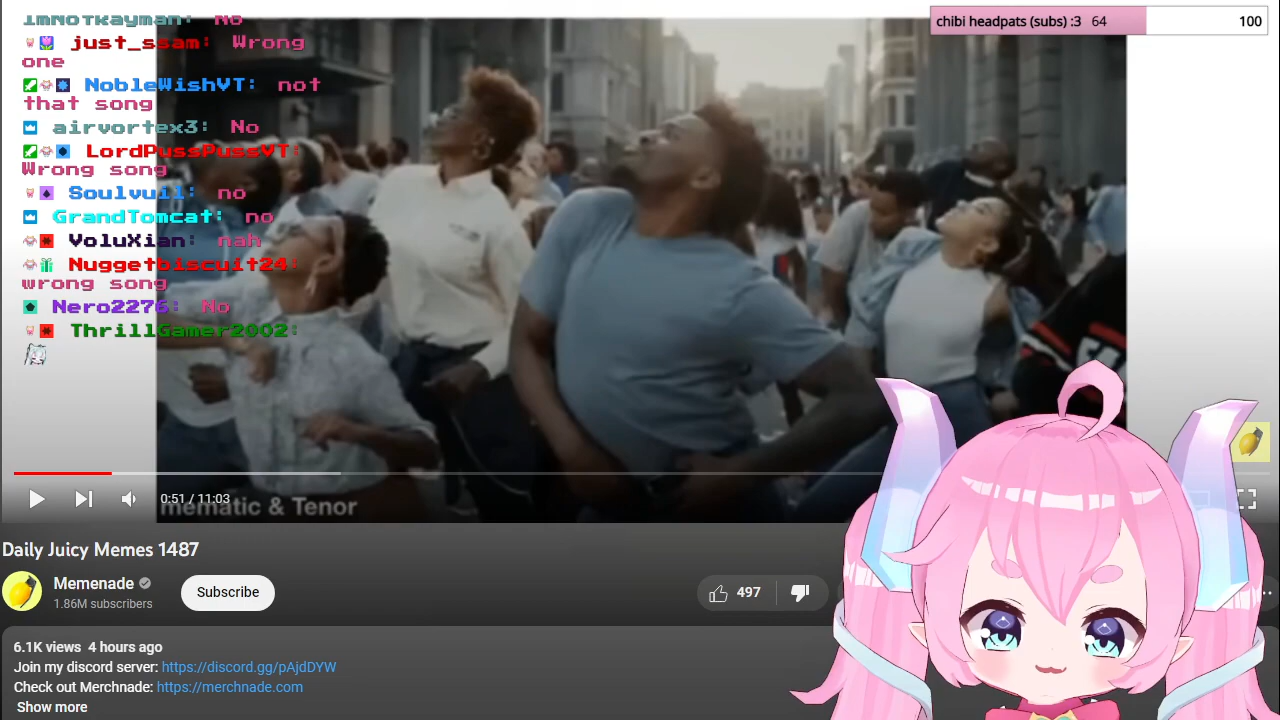 ImNotKayman: no
chibi headpats (subs) :3 64 100
just_ssam: Wrong
one
NobleWishVT: not
that song
airvortex3: No
LordPussPussVT:
Wrong song
Soulvuil: no
GrandTomcat: no
VoluXian: nah
Nuggetbiscuit24:
wrong song
Nero2276: No
ThrillGamer2002:
0:51 / 11:03
mematic & Tenor
Daily Juicy Memes 1487
Memenade
1.86M subscribers
Subscribe
497
6.1K views 4 hours ago
Join my discord server: https://discord.gg/pAjdDYW
Check out Merchnade: https://merchnade.com
Show more